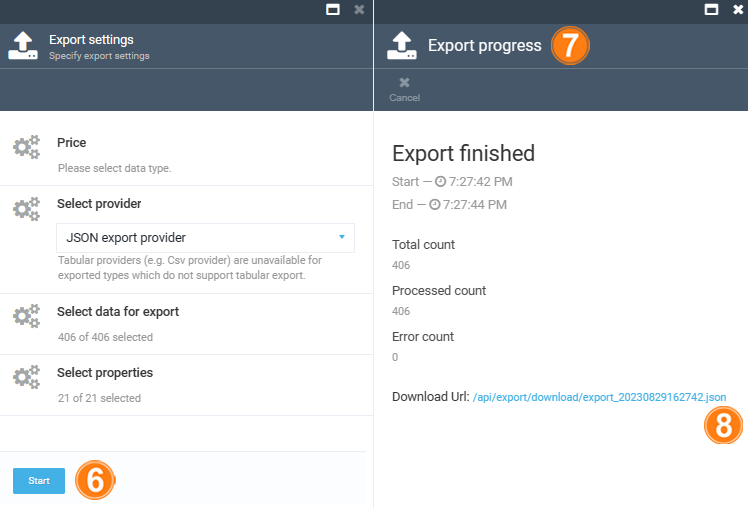 Export settings
Specify export settings
Price
Please select data type.
Select provider
JSON export provider
Tabular providers (e.g. Csv provider) are unavailable for
exported types which do not support tabular export.
Select data for export
406 of 406 selected
Select properties
21 of 21 selected
Start
6
Export progress
7
Cancel
Export finished
Start — 7:27:42 PM
End — 7:27:44 PM
Total count
406
Processed count
406
Error count
0
Download Url: /api/export/download/export_20230829162742.json
8